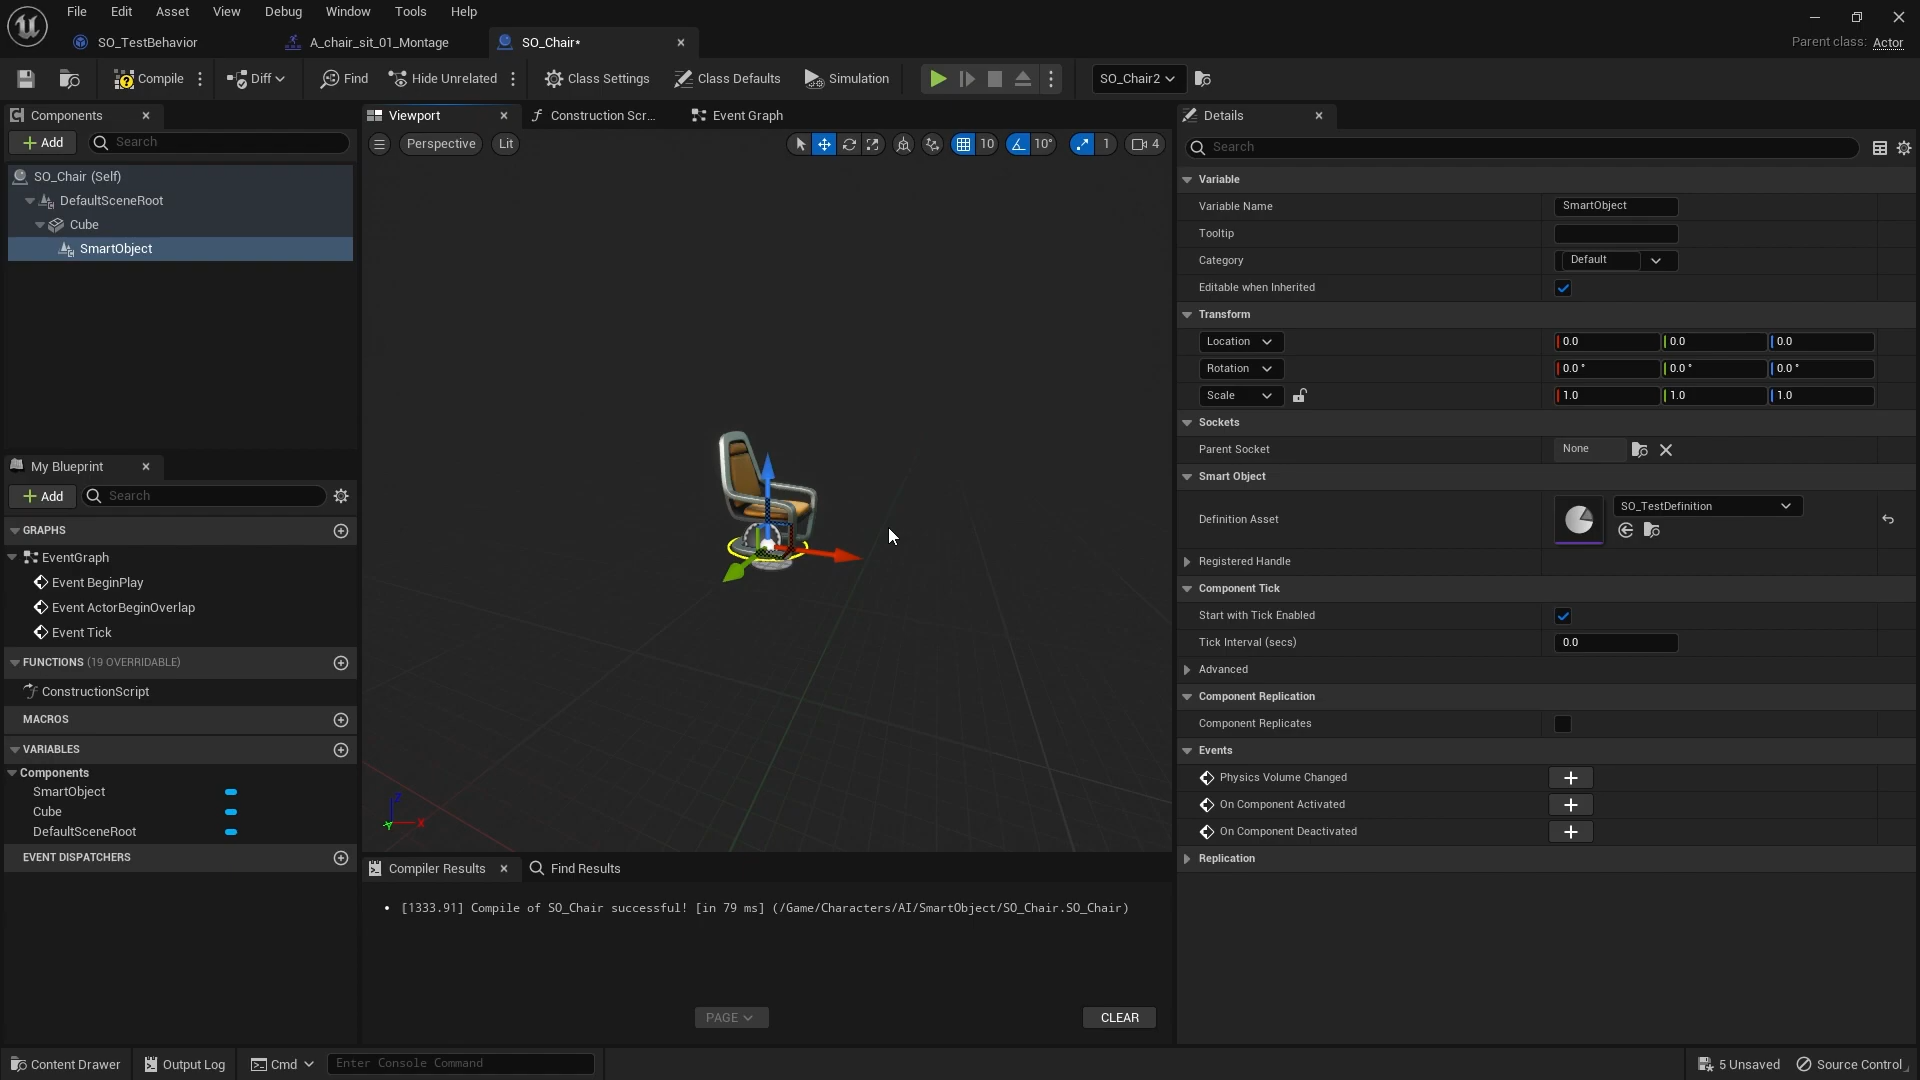 File Edit Asset View Debug Window Tools Help
SO_TestBehavior A_chair_sit_01_Montage SO_Chair*
Parent class: Actor
Compile Diff Find Hide Unrelated Class Settings Class Defaults Simulation SO_Chair2
Components
Add Search
SO_Chair (Self)
DefaultSceneRoot
Cube
SmartObject
My Blueprint
Add Search
GRAPHS
EventGraph
Event BeginPlay
Event ActorBeginOverlap
Event Tick
FUNCTIONS (19 OVERRIDABLE)
ConstructionScript
MACROS
VARIABLES
Components
SmartObject
Cube
DefaultSceneRoot
EVENT DISPATCHERS
Viewport Construction Scr... Event Graph
Perspective Lit 10 10° 1 4
Z
X
Y
Compiler Results Find Results
• [1333.91] Compile of SO_Chair successful! [in 79 ms] (/Game/Characters/AI/SmartObject/SO_Chair.SO_Chair)
PAGE CLEAR
Details
Search
Variable
Variable Name SmartObject
Tooltip
Category Default
Editable when Inherited
Transform
Location 0.0 0.0 0.0
Rotation 0.0 ° 0.0 ° 0.0 °
Scale 1.0 1.0 1.0
Sockets
Parent Socket None
Smart Object
Definition Asset SO_TestDefinition
Registered Handle
Component Tick
Start with Tick Enabled
Tick Interval (secs) 0.0
Advanced
Component Replication
Component Replicates
Events
Physics Volume Changed
On Component Activated
On Component Deactivated
Replication
Content Drawer Output Log Cmd Enter Console Command 5 Unsaved Source Control